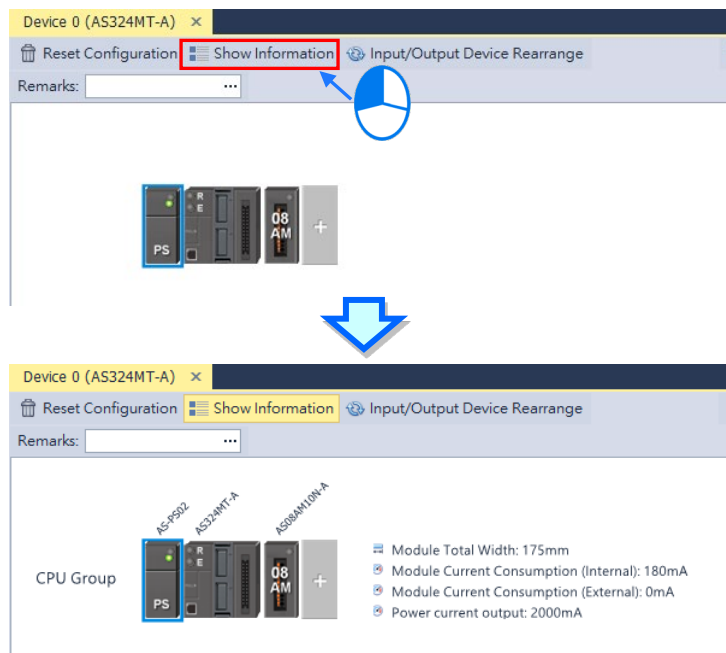 Device 0 (AS324MT-A) ×
Reset Configuration Show Information Input/Output Device Rearrange
Remarks: ...
R
E
PS
08
AM
+
Device 0 (AS324MT-A) ×
Reset Configuration Show Information Input/Output Device Rearrange
Remarks: ...
AS-PS02
AS324MT-A
AS08AM10N-A
CPU Group
R
E
PS
08
AM
+
Module Total Width: 175mm
Module Current Consumption (Internal): 180mA
Module Current Consumption (External): 0mA
Power current output: 2000mA